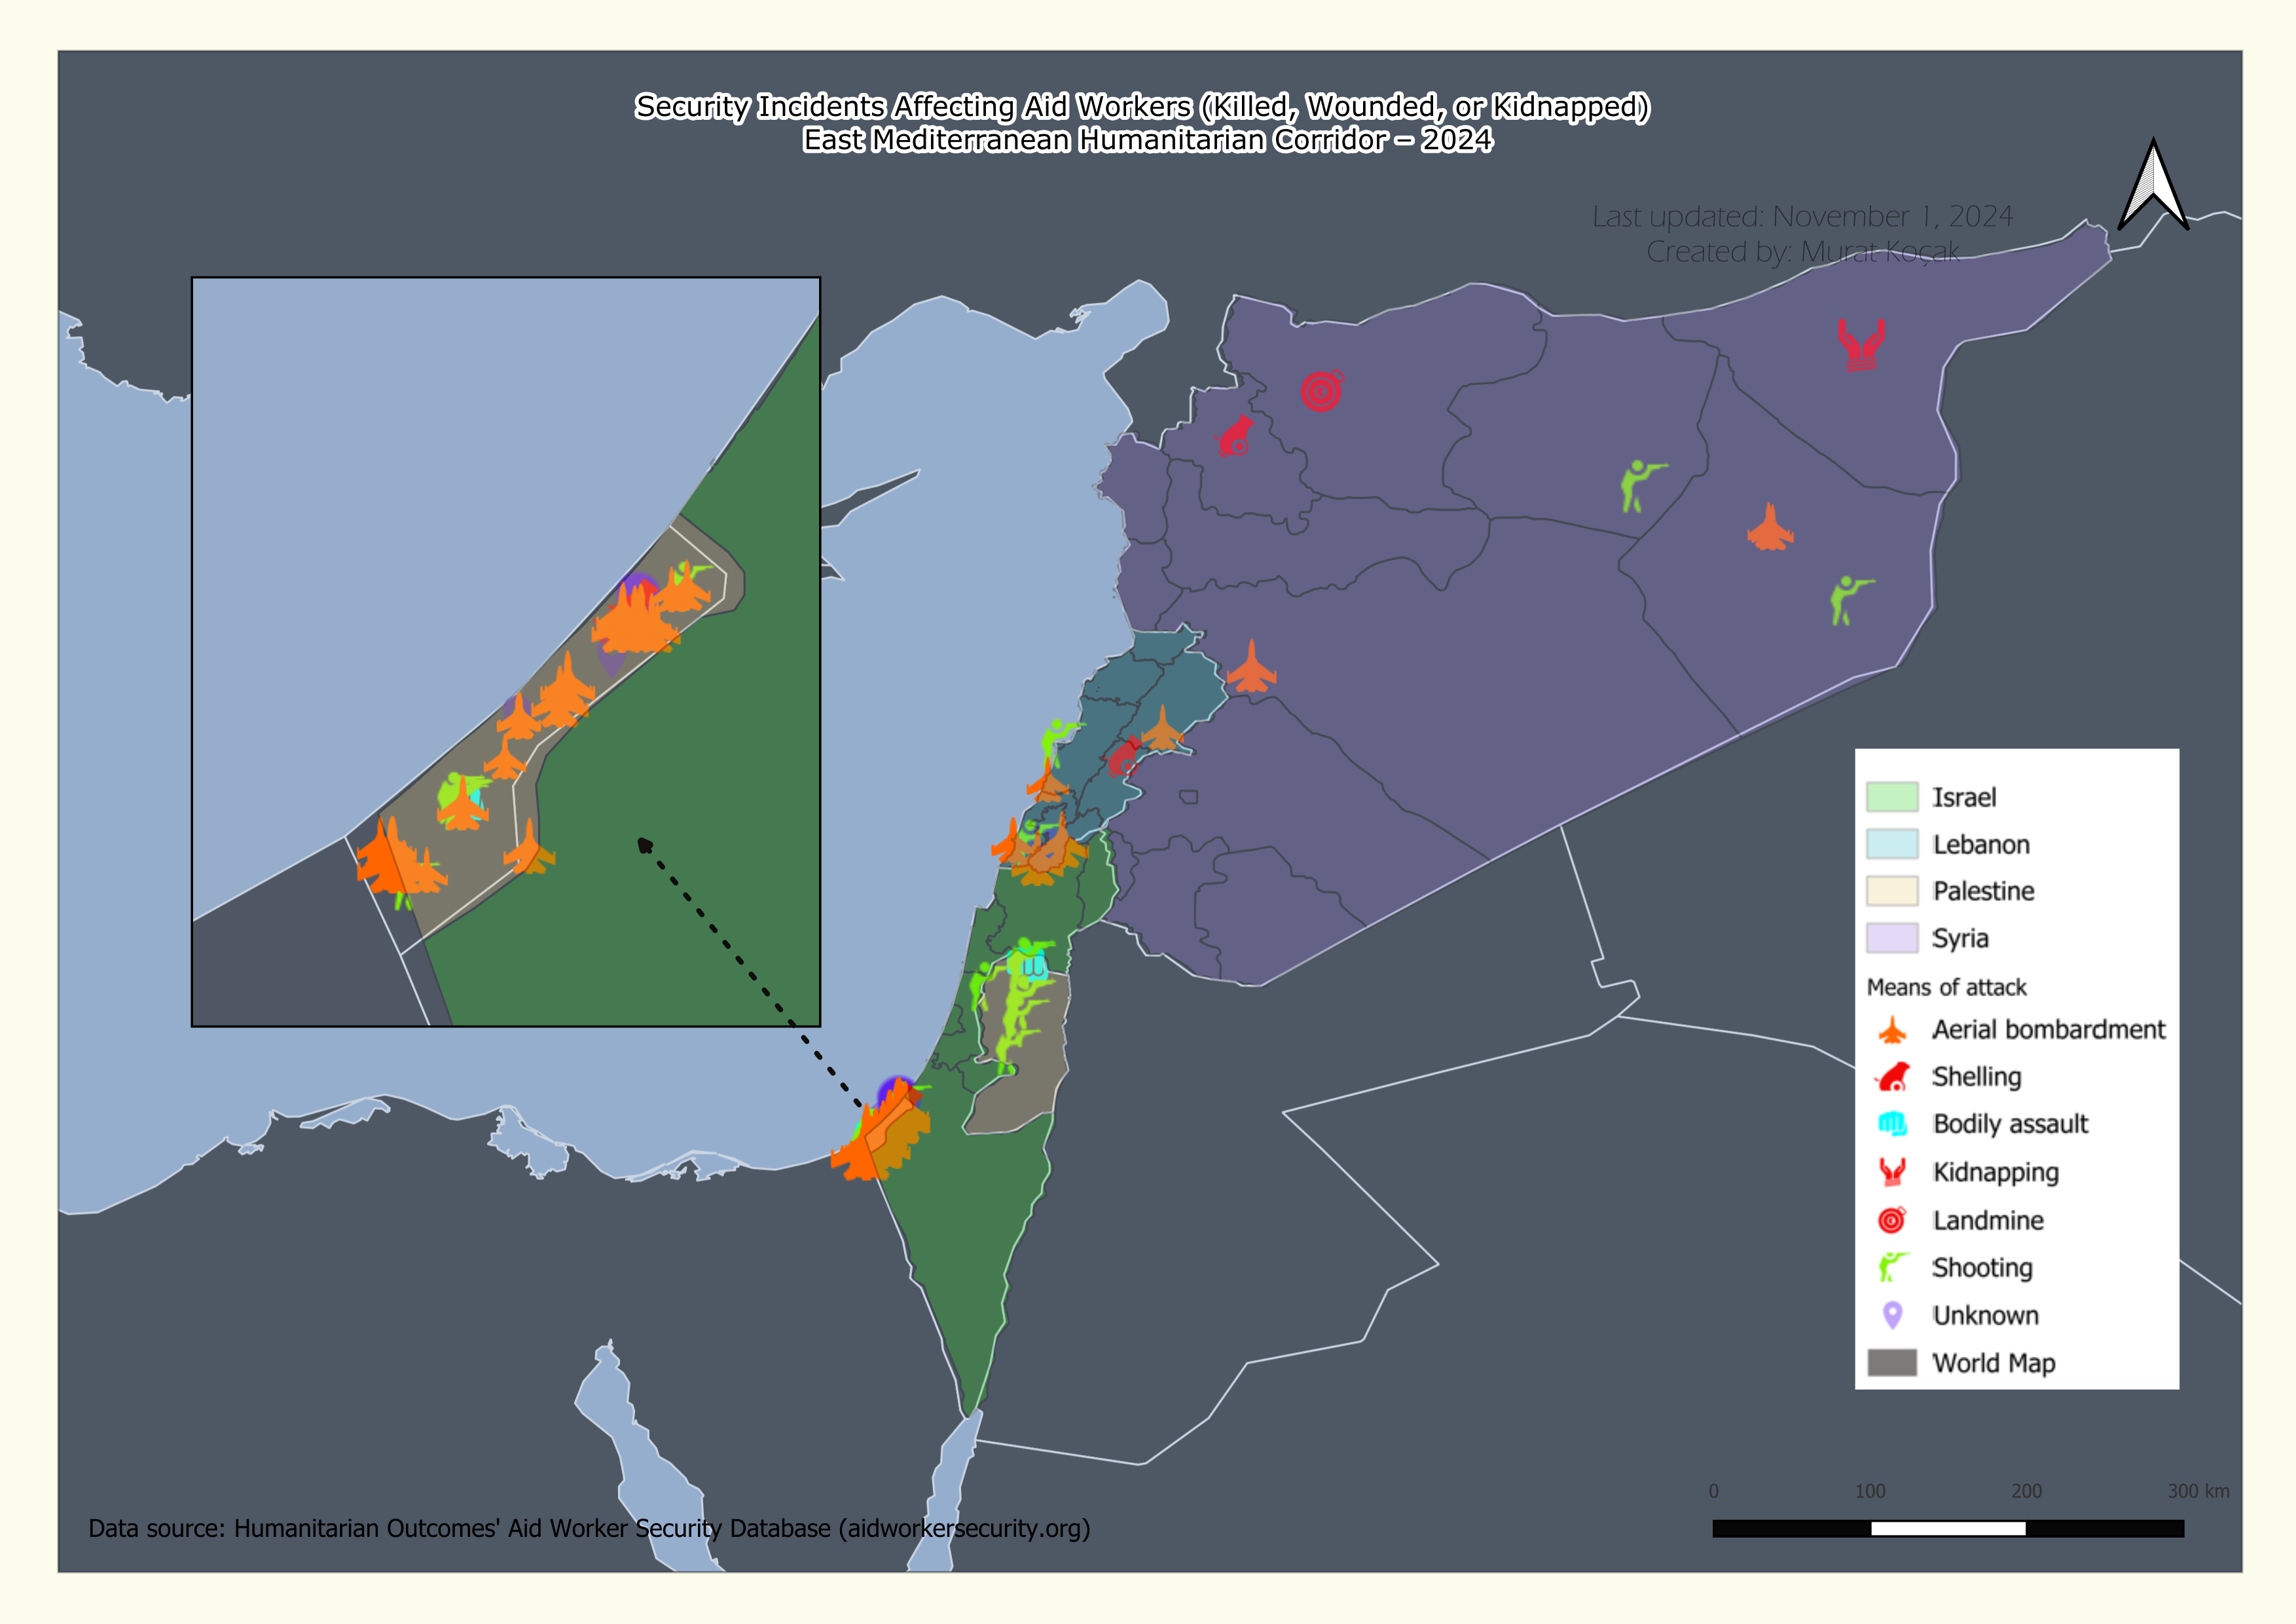 Security Incidents Affecting Aid Workers (Killed, Wounded, or Kidnapped)
East Mediterranean Humanitarian Corridor – 2024
Last updated: November 1, 2024
Created by: Murat Koçak
Israel
Lebanon
Palestine
Syria
Means of attack
Aerial bombardment
Shelling
Bodily assault
Kidnapping
Landmine
Shooting
Unknown
World Map
0 100 200 300 km
Data source: Humanitarian Outcomes' Aid Worker Security Database (aidworkersecurity.org)